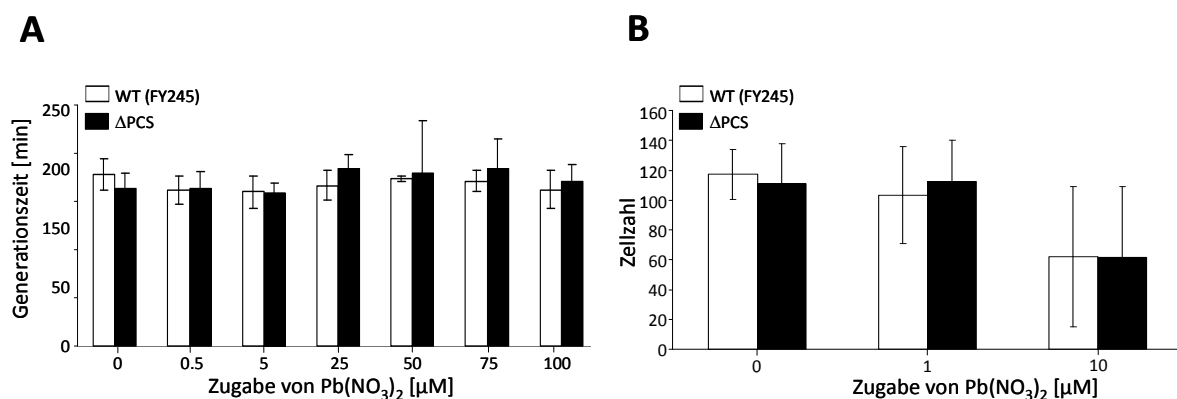 A
WT (FY245)
ΔPCS
Generationszeit [min]
250
200
150
100
50
0
0 0.5 5 25 50 75 100
Zugabe von Pb(NO3)2 [µM]
B
WT (FY245)
ΔPCS
Zellzahl
160
140
120
100
80
60
40
20
0
0 1 10
Zugabe von Pb(NO3)2 [µM]